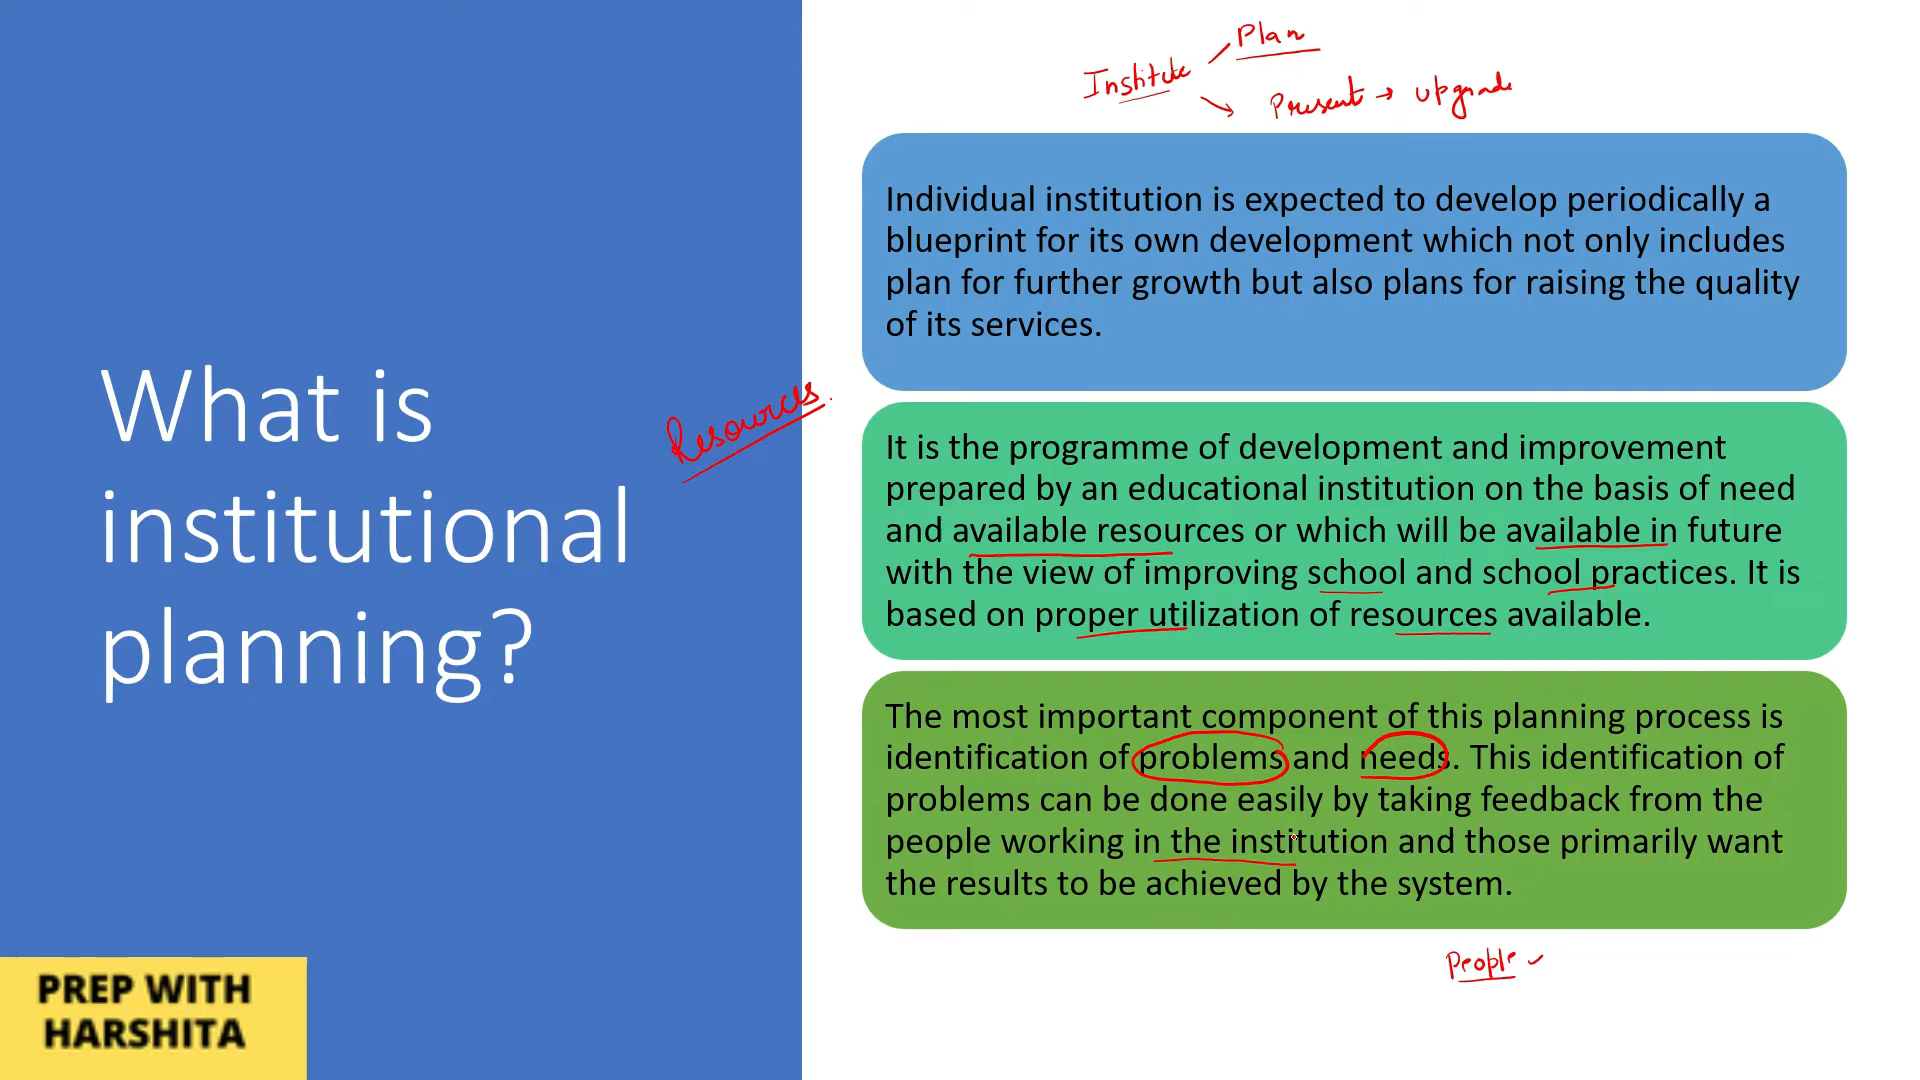 Institute
Plan
Present → upgrade
Individual institution is expected to develop periodically a
blueprint for its own development which not only includes
plan for further growth but also plans for raising the quality
of its services.
What is
institutional
planning?
Resources.
It is the programme of development and improvement
prepared by an educational institution on the basis of need
and available resources or which will be available in future
with the view of improving school and school practices. It is
based on proper utilization of resources available.
The most important component of this planning process is
identification of problems and needs. This identification of
problems can be done easily by taking feedback from the
people working in the institution and those primarily want
the results to be achieved by the system.
People ✓
PREP WITH
HARSHITA